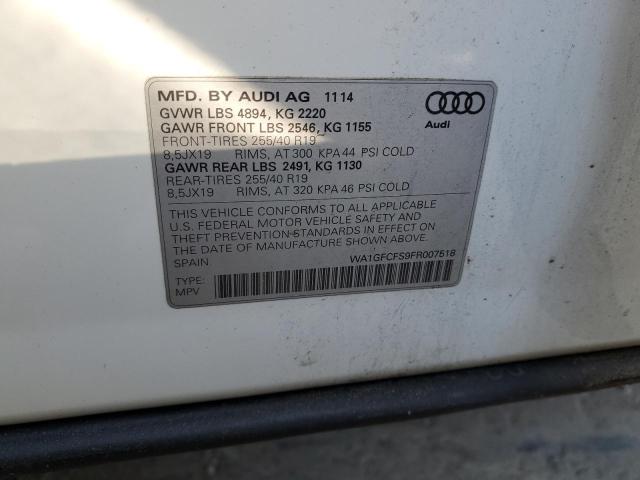 MFD. BY AUDI AG 1114
GVWR LBS 4894, KG 2220
GAWR FRONT LBS 2546, KG 1155
FRONT-TIRES 255/40 R19
8,5JX19 RIMS, AT 300 KPA 44 PSI COLD
GAWR REAR LBS 2491, KG 1130
REAR-TIRES 255/40 R19
8,5JX19 RIMS, AT 320 KPA 46 PSI COLD
Audi
THIS VEHICLE CONFORMS TO ALL APPLICABLE
U.S. FEDERAL MOTOR VEHICLE SAFETY AND
THEFT PREVENTION STANDARDS IN EFFECT ON
THE DATE OF MANUFACTURE SHOWN ABOVE.
SPAIN WA1GFCFS9FR007518
TYPE:
MPV